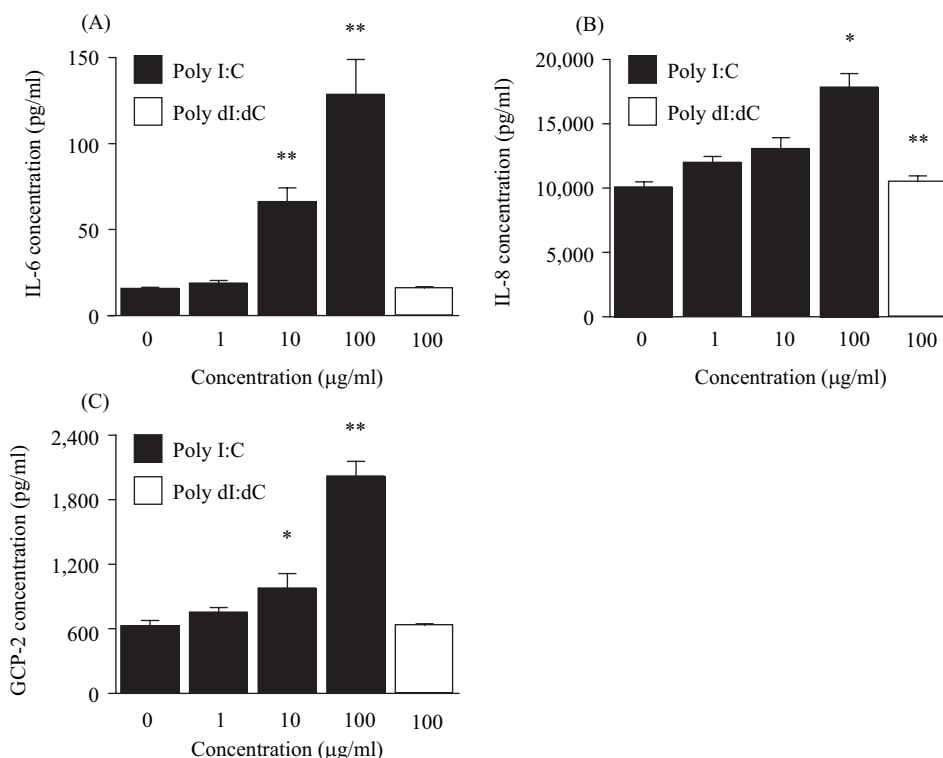 (A)
**
150
Poly I:C
Poly dI:dC
100
**
50
0
IL-6 concentration (pg/ml)
0 1 10 100 100
Concentration (μg/ml)
(B)
*
20,000
Poly I:C
Poly dI:dC
15,000
**
10,000
5,000
0
IL-8 concentration (pg/ml)
0 1 10 100 100
Concentration (μg/ml)
(C)
2,400
**
Poly I:C
Poly dI:dC
1,800
*
1,200
600
0
GCP-2 concentration (pg/ml)
0 1 10 100 100
Concentration (μg/ml)